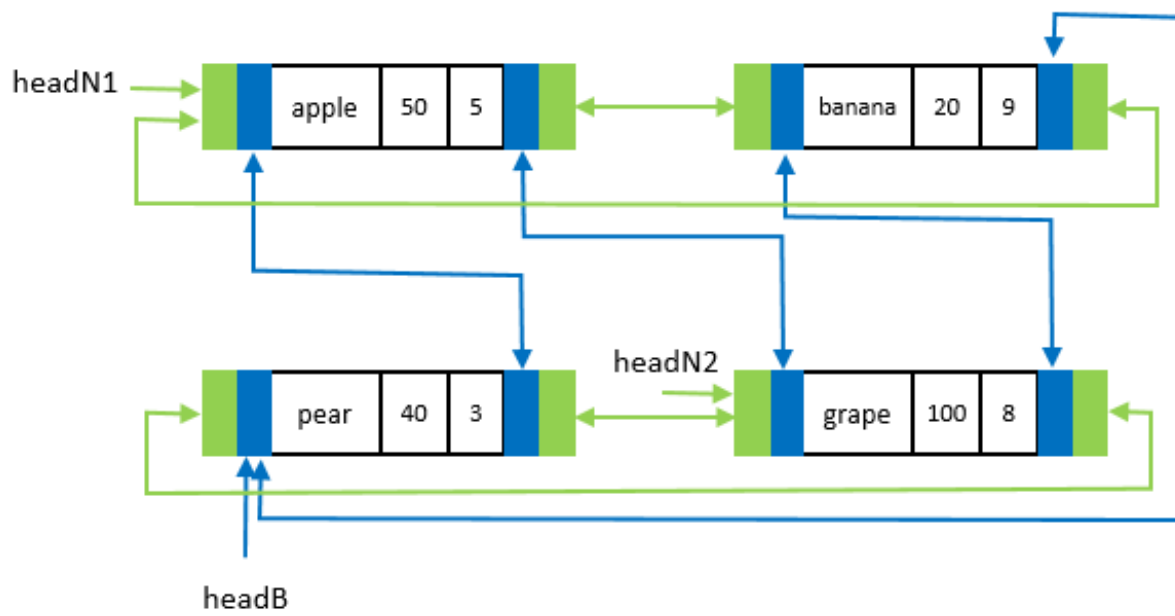 headN1
apple 50 5
banana 20 9
headN2
pear 40 3
grape 100 8
headB